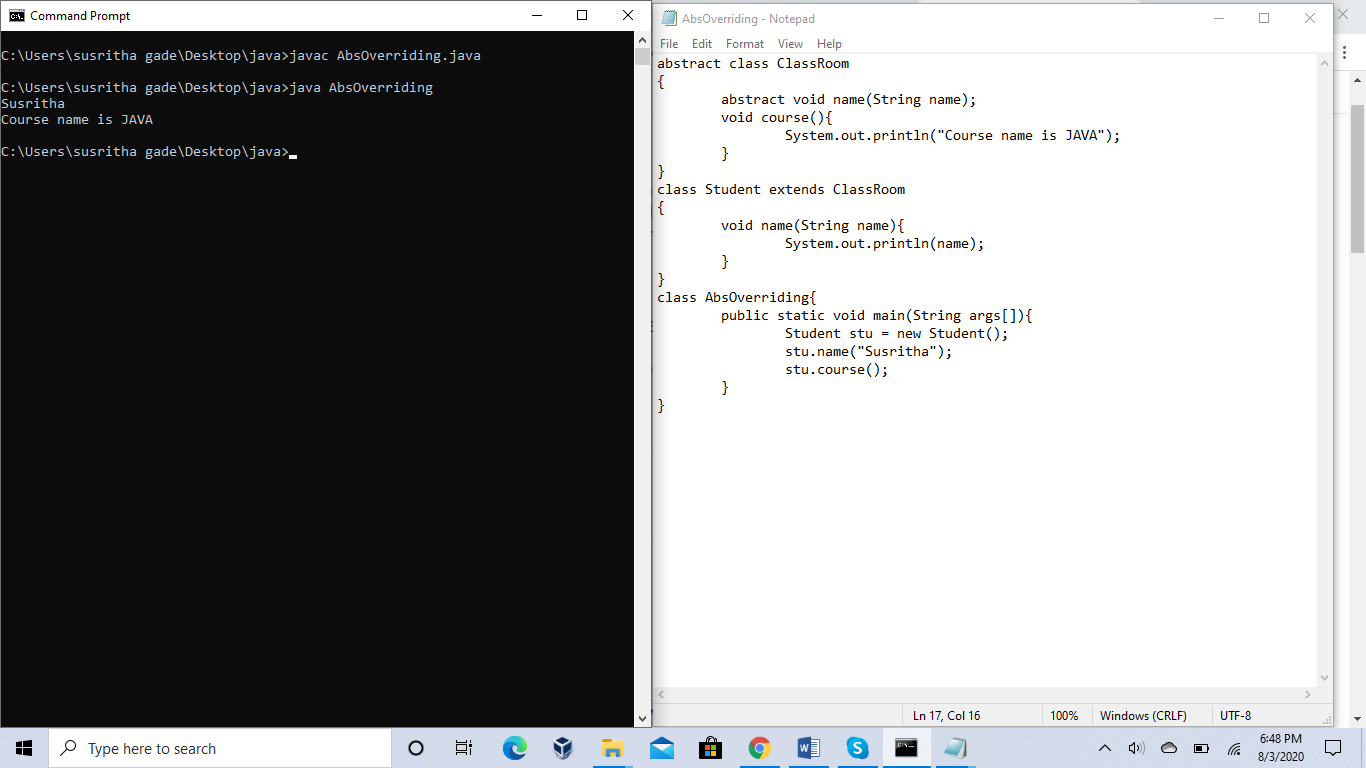 Command Prompt
C:\Users\susritha gade\Desktop\java>javac AbsOverriding.java
C:\Users\susritha gade\Desktop\java>java AbsOverriding
Susritha
Course name is JAVA
C:\Users\susritha gade\Desktop\java>
AbsOverriding - Notepad
File Edit Format View Help
abstract class ClassRoom
{
        abstract void name(String name);
        void course(){
                System.out.println("Course name is JAVA");
        }
}
class Student extends ClassRoom
{
        void name(String name){
                System.out.println(name);
        }
}
class AbsOverriding{
        public static void main(String args[]){
                Student stu = new Student();
                stu.name("Susritha");
                stu.course();
        }
}
Ln 17, Col 16 100% Windows (CRLF) UTF-8
Type here to search
6:48 PM
8/3/2020